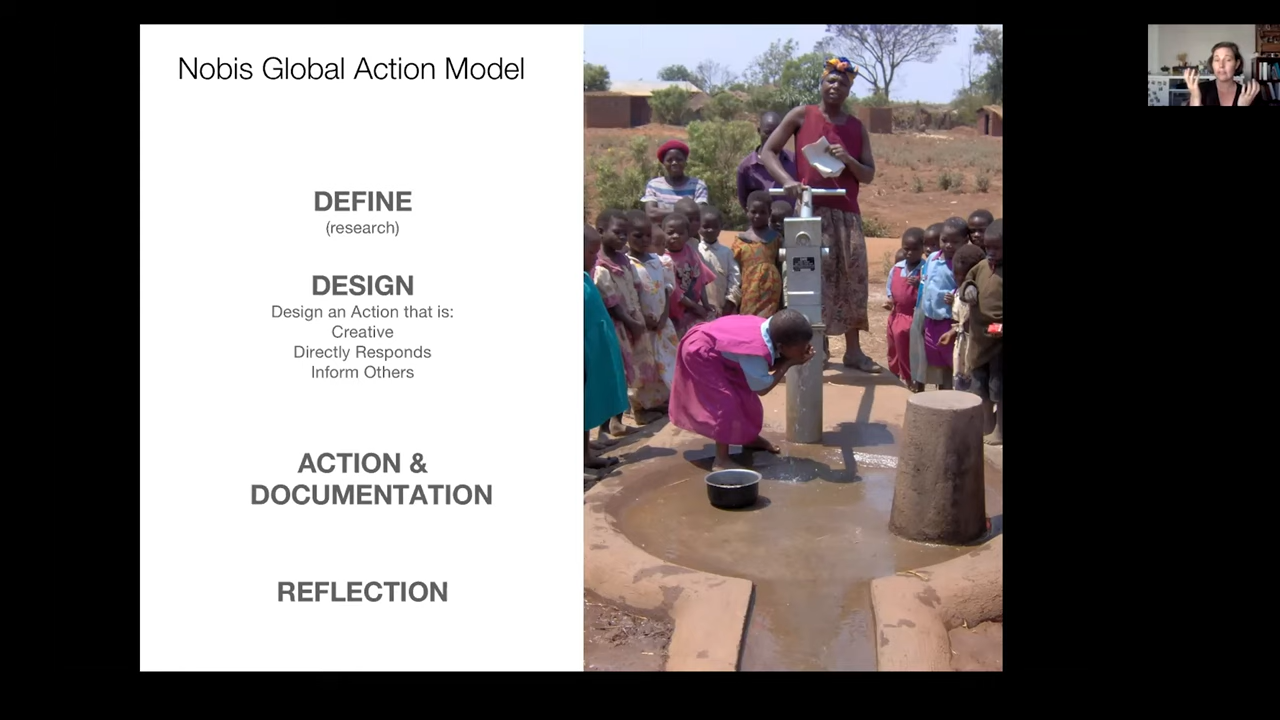 Nobis Global Action Model
DEFINE
(research)
DESIGN
Design an Action that is:
Creative
Directly Responds
Inform Others
ACTION &
DOCUMENTATION
REFLECTION